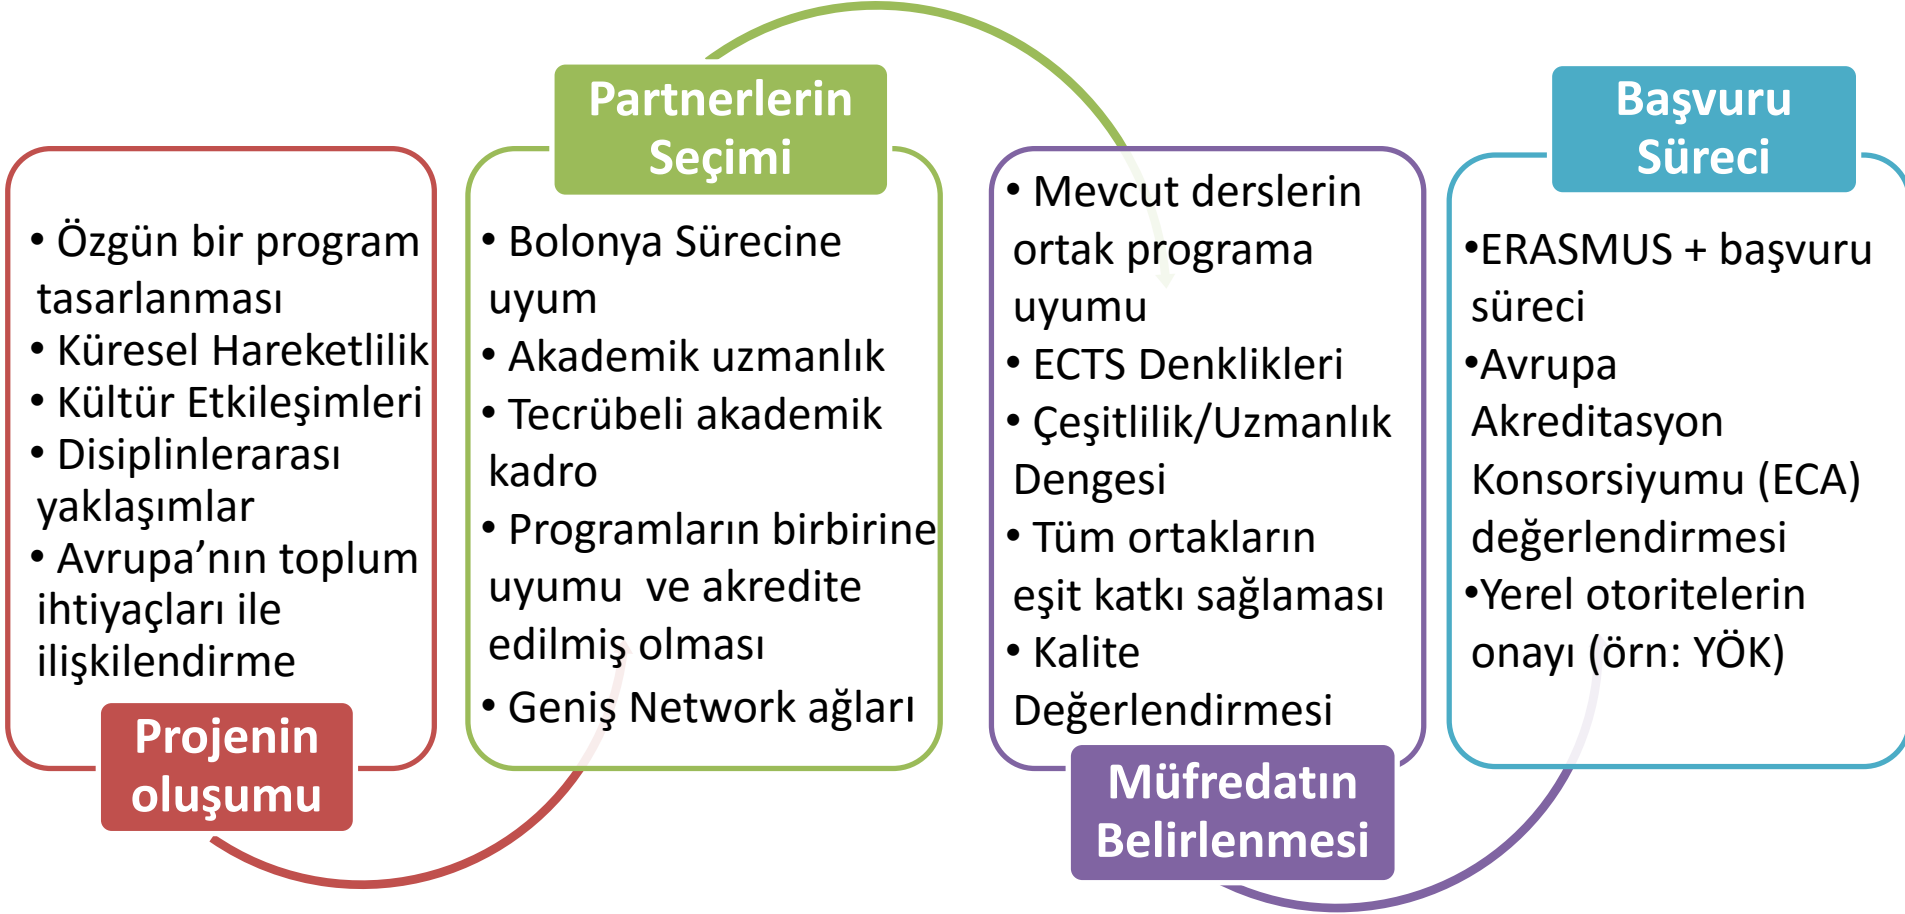 • Özgün bir program
tasarlanması
• Küresel Hareketlilik
• Kültür Etkileşimleri
• Disiplinlerarası
yaklaşımlar
• Avrupa’nın toplum
ihtiyaçları ile
ilişkilendirme
Projenin
oluşumu
Partnerlerin
Seçimi
• Bolonya Sürecine
uyum
• Akademik uzmanlık
• Tecrübeli akademik
kadro
• Programların birbirine
uyumu ve akredite
edilmiş olması
• Geniş Network ağları
• Mevcut derslerin
ortak programa
uyumu
• ECTS Denklikleri
• Çeşitlilik/Uzmanlık
Dengesi
• Tüm ortakların
eşit katkı sağlaması
• Kalite
Değerlendirmesi
Müfredatın
Belirlenmesi
Başvuru
Süreci
•ERASMUS + başvuru
süreci
•Avrupa
Akreditasyon
Konsorsiyumu (ECA)
değerlendirmesi
•Yerel otoritelerin
onayı (örn: YÖK)